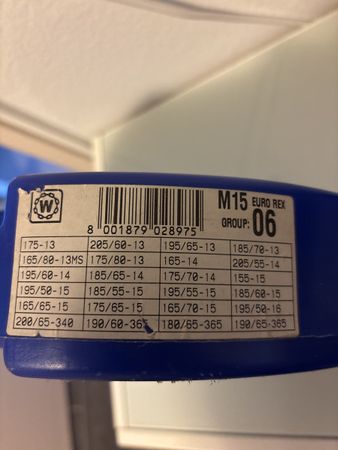 W
M15 EURO REX
8 001879 028975
GROUP: 06
175-13 205/60-13 195/65-13 185/70-13
165/80-13MS 175/80-13 165-14 205/55-14
195/60-14 185/65-14 175/70-14 155-15
195/50-15 185/55-15 195/55-15 185/60-15
165/65-15 175/65-15 165/70-15 195/50-16
200/65-340 190/60-365 180/65-365 190/65-365